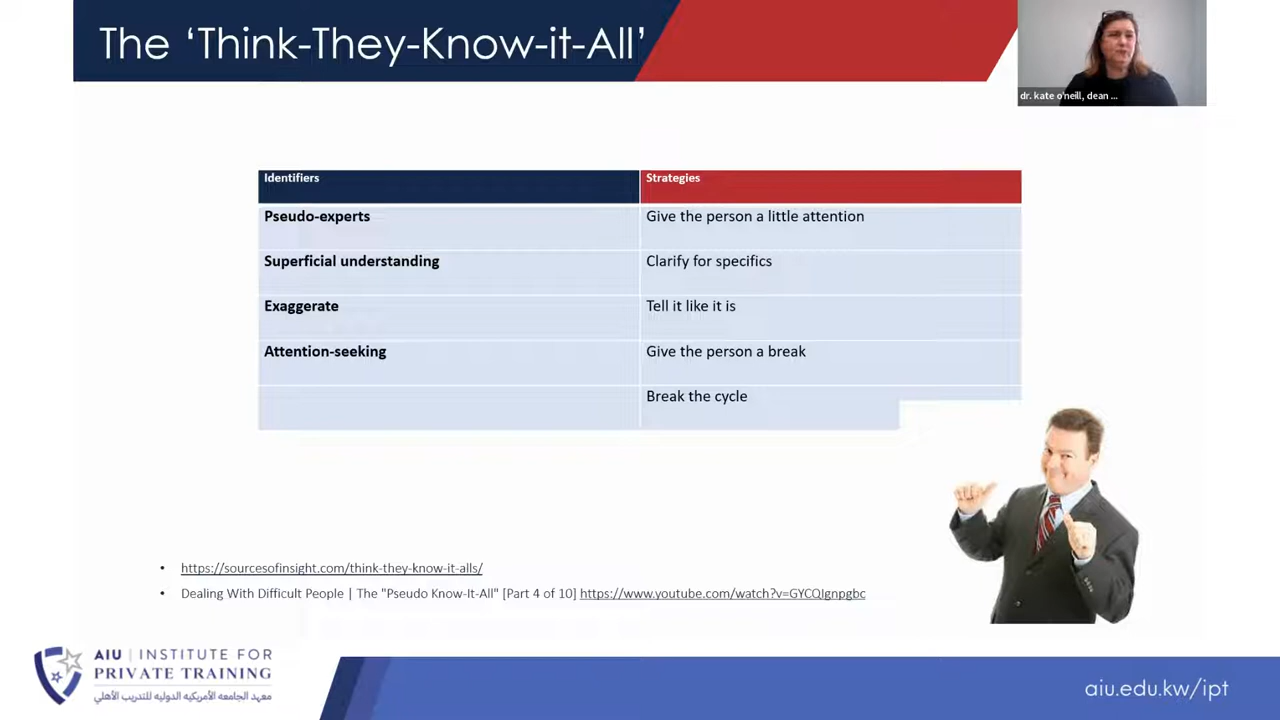 The ‘Think-They-Know-it-All’
dr. kate o'neill, dean ...
Identifiers
Strategies
Pseudo-experts
Give the person a little attention
Superficial understanding
Clarify for specifics
Exaggerate
Tell it like it is
Attention-seeking
Give the person a break
Break the cycle
• https://sourcesofinsight.com/think-they-know-it-alls/
• Dealing With Difficult People | The "Pseudo Know-It-All" [Part 4 of 10] https://www.youtube.com/watch?v=GYCQIgnpgbc
AIU | INSTITUTE FOR
PRIVATE TRAINING
معهد الجامعة الأمريكية الدولية للتدريب الأهلي
aiu.edu.kw/ipt